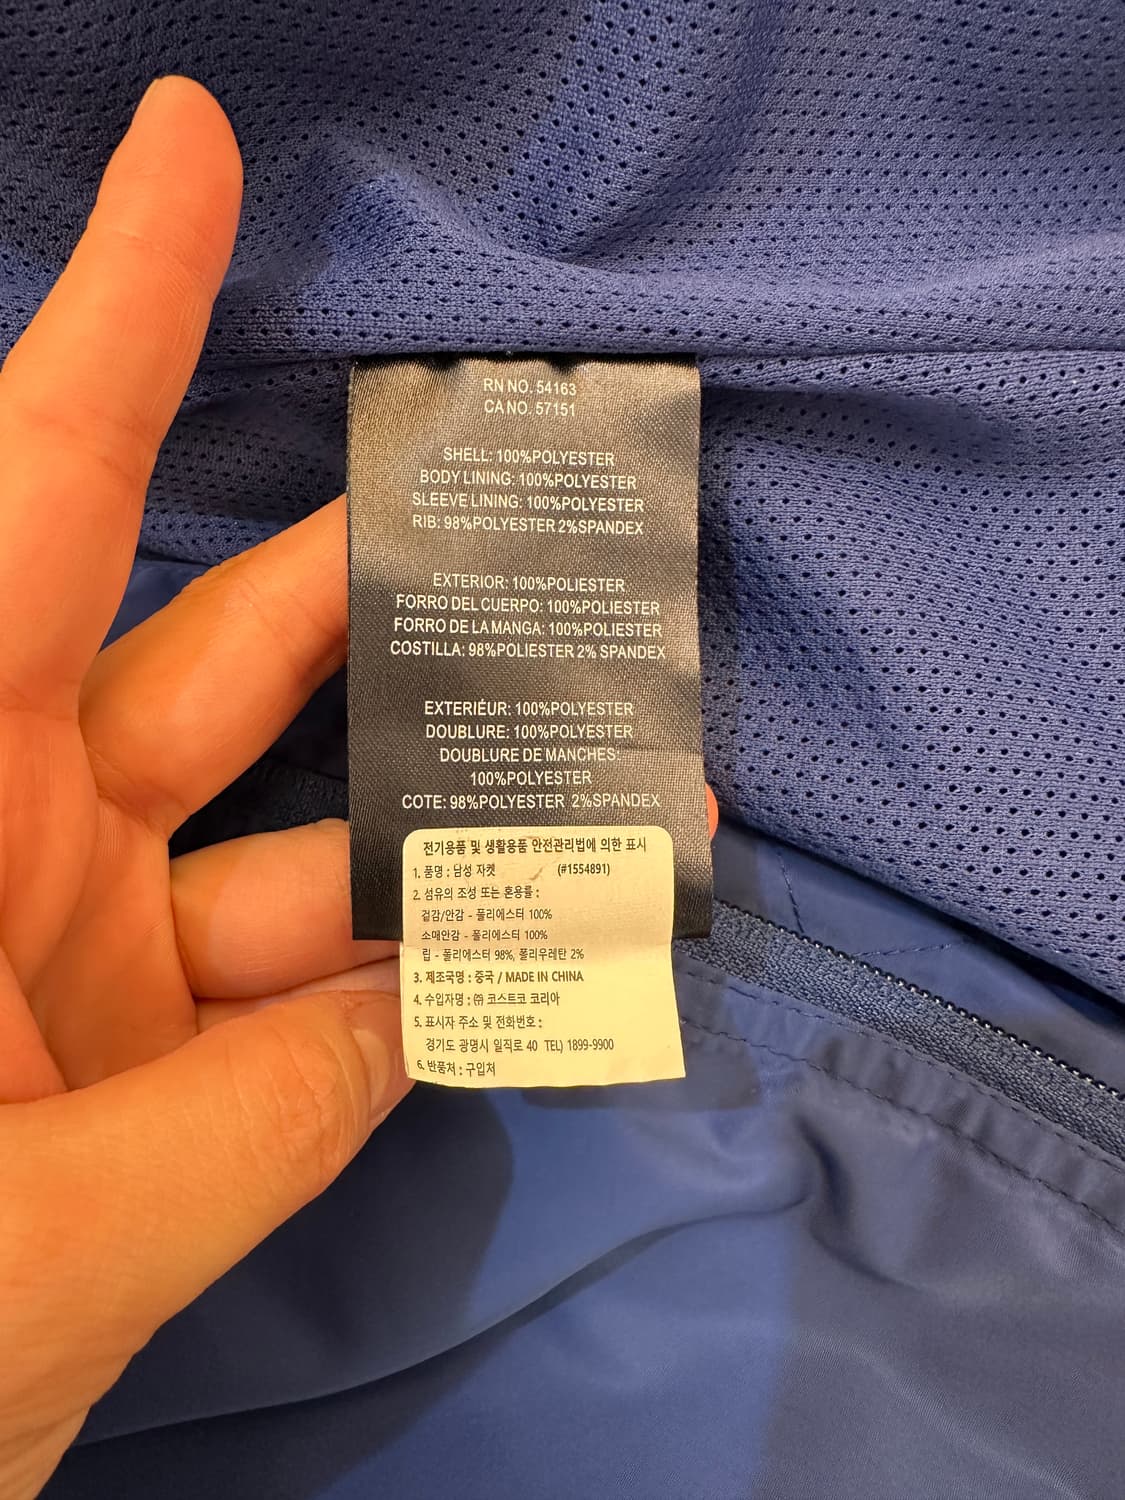 RN NO. 54163
CA NO. 57151
SHELL: 100%POLYESTER
BODY LINING: 100%POLYESTER
SLEEVE LINING: 100%POLYESTER
RIB: 98%POLYESTER 2%SPANDEX
EXTERIOR: 100%POLIESTER
FORRO DEL CUERPO: 100%POLIESTER
FORRO DE LA MANGA: 100%POLIESTER
COSTILLA: 98%POLIESTER 2% SPANDEX
EXTERIÉUR: 100%POLYESTER
DOUBLURE: 100%POLYESTER
DOUBLURE DE MANCHES:
100%POLYESTER
COTE: 98%POLYESTER 2%SPANDEX
전기용품 및 생활용품 안전관리법에 의한 표시
1. 품명 : 남성 자켓 (#1554891)
2. 섬유의 조성 또는 혼용률 :
겉감/안감 - 폴리에스터 100%
소매안감 - 폴리에스터 100%
립 - 폴리에스터 98%, 폴리우레탄 2%
3. 제조국명 : 중국 / MADE IN CHINA
4. 수입자명 : ㈜ 코스트코 코리아
5. 표시자 주소 및 전화번호 :
경기도 광명시 일직로 40 TEL) 1899-9900
6. 반품처 : 구입처